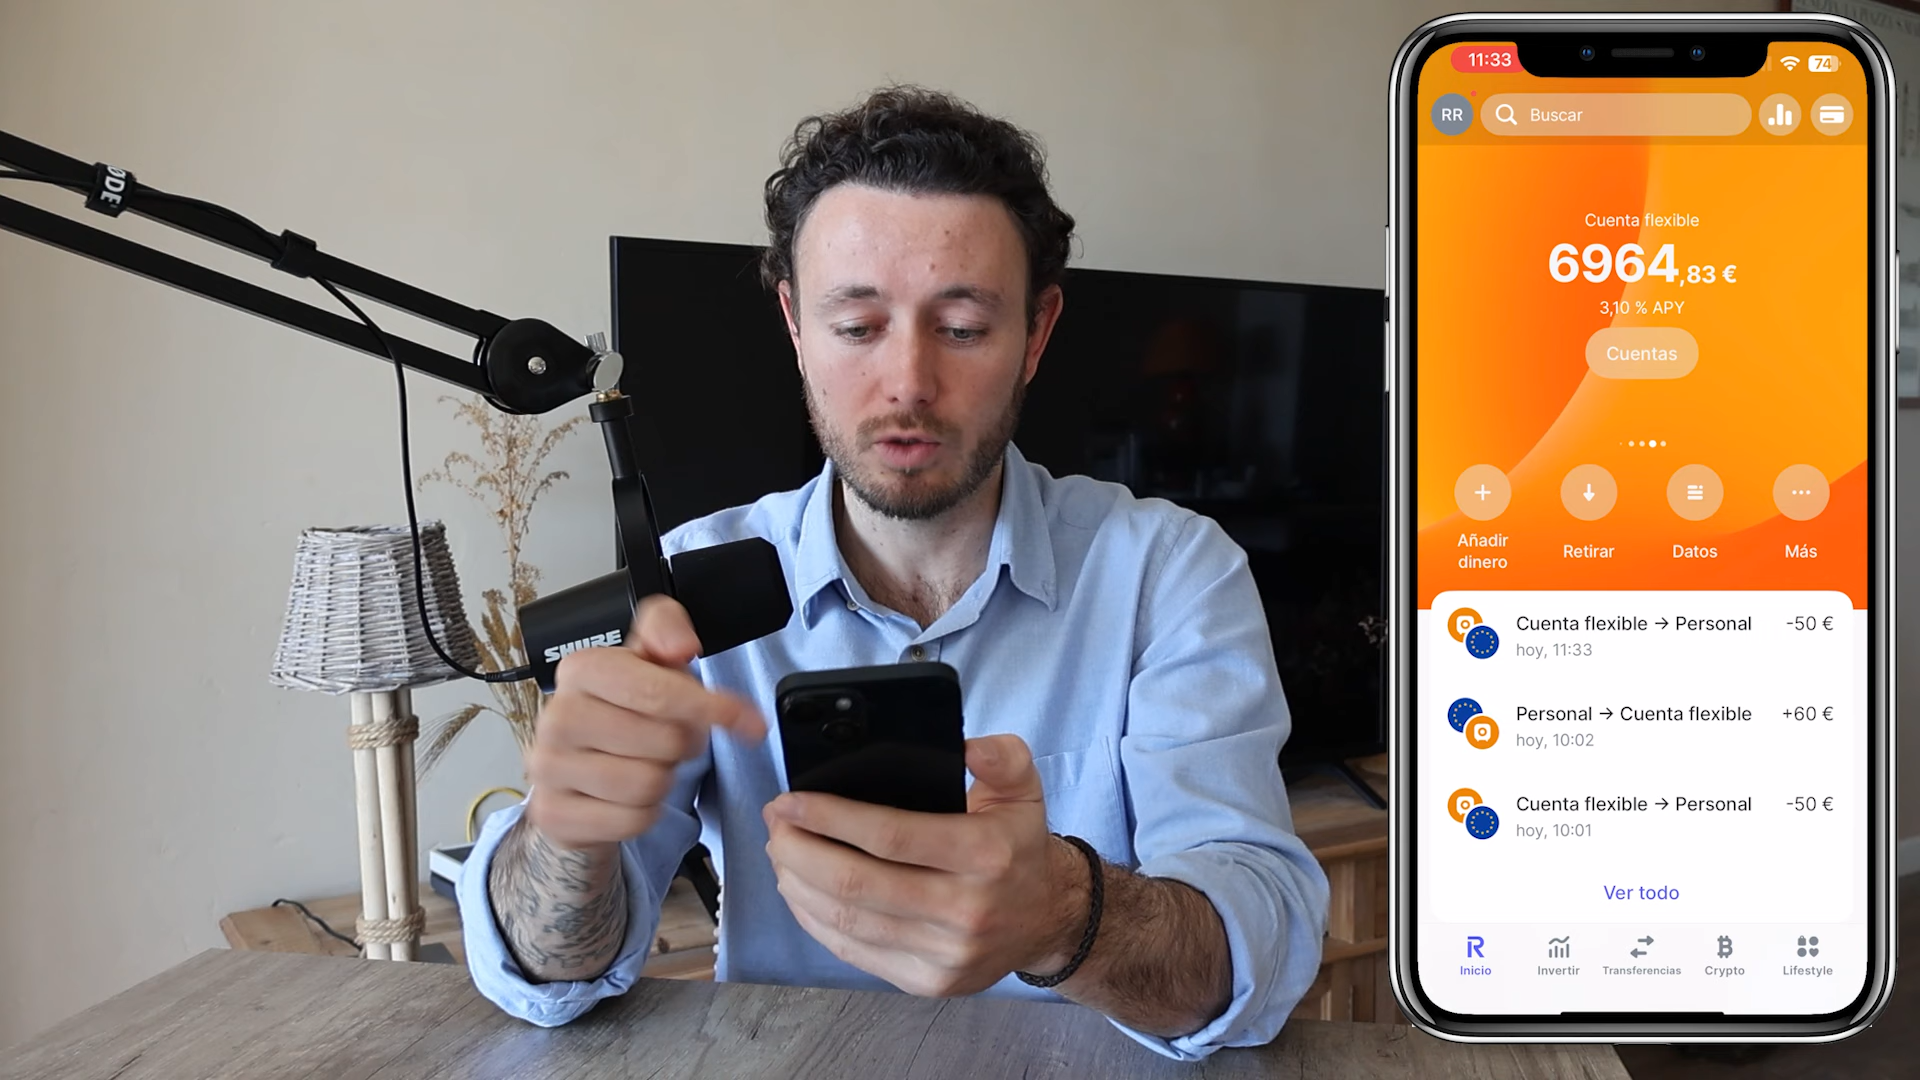 11:33
74
RR
Buscar
Cuenta flexible
6964,83 €
3,10 % APY
Cuentas
Añadir
dinero
Retirar
Datos
Más
Cuenta flexible → Personal
-50 €
hoy, 11:33
Personal → Cuenta flexible
+60 €
hoy, 10:02
Cuenta flexible → Personal
-50 €
hoy, 10:01
Ver todo
Inicio
Invertir
Transferencias
Crypto
Lifestyle
SHURE